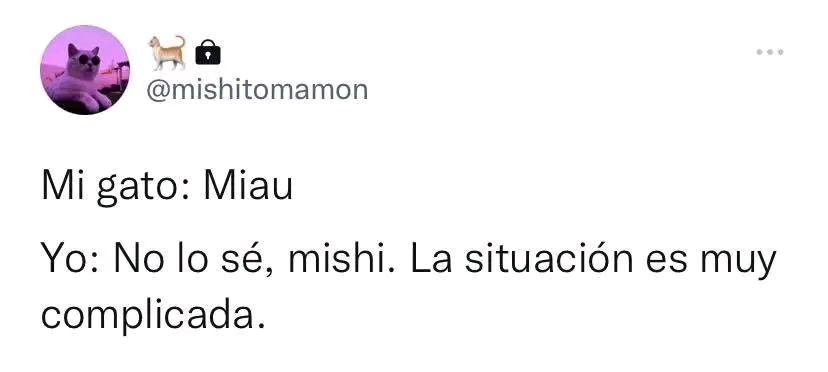 @mishitomamon
Mi gato: Miau
Yo: No lo sé, mishi. La situación es muy
complicada.